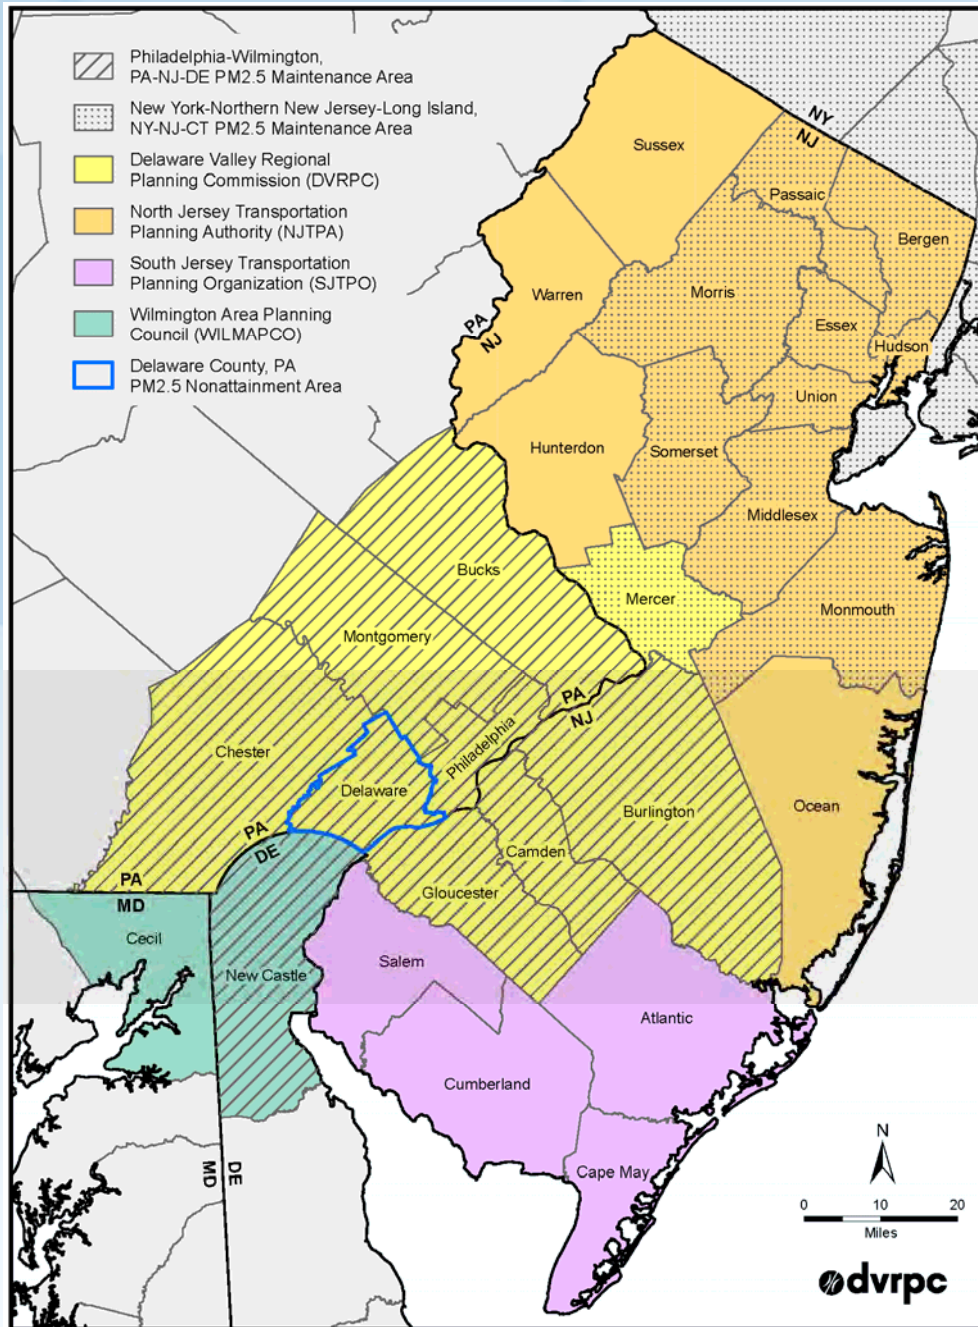 Philadelphia-Wilmington,
PA-NJ-DE PM2.5 Maintenance Area
New York-Northern New Jersey-Long Island,
NY-NJ-CT PM2.5 Maintenance Area
Delaware Valley Regional
Planning Commission (DVRPC)
North Jersey Transportation
Planning Authority (NJTPA)
South Jersey Transportation
Planning Organization (SJTPO)
Wilmington Area Planning
Council (WILMAPCO)
Delaware County, PA
PM2.5 Nonattainment Area
NY
NJ
Sussex
Passaic
Bergen
Warren
Morris
Essex
PA
NJ
Hudson
Union
Hunterdon
Somerset
Middlesex
Bucks
Mercer
Monmouth
Montgomery
PA
NJ
Philadelphia
Chester
Delaware
Ocean
Burlington
PA
DE
Camden
PA
MD
Gloucester
Cecil
New Castle
Salem
Atlantic
Cumberland
Cape May
MD
DE
N
0 10 20
Miles
dvrpc